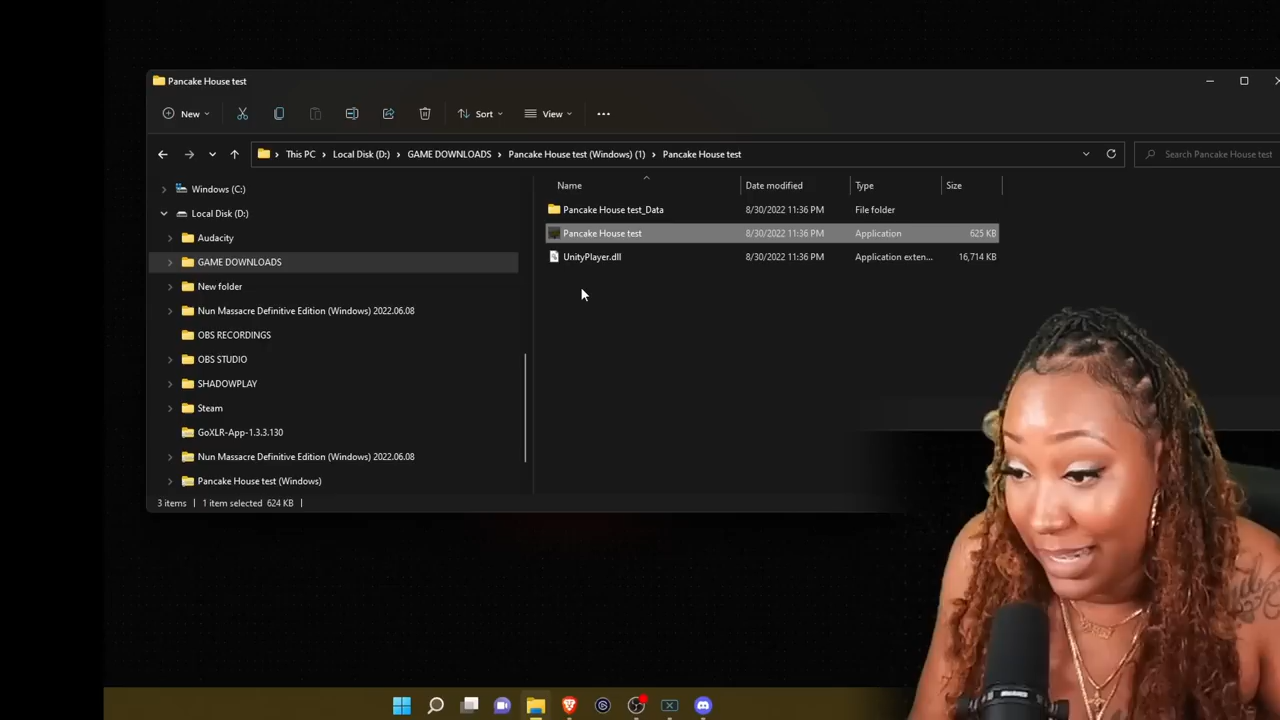 Pancake House test
New
Sort
View
This PC
Local Disk (D:)
GAME DOWNLOADS
Pancake House test (Windows) (1)
Pancake House test
Search Pancake House test
Windows (C:)
Local Disk (D:)
Audacity
GAME DOWNLOADS
New folder
Nun Massacre Definitive Edition (Windows) 2022.06.08
OBS RECORDINGS
OBS STUDIO
SHADOWPLAY
Steam
GoXLR-App-1.3.3.130
Nun Massacre Definitive Edition (Windows) 2022.06.08
Pancake House test (Windows)
Name Date modified Type Size
Pancake House test_Data 8/30/2022 11:36 PM File folder
Pancake House test 8/30/2022 11:36 PM Application 625 KB
UnityPlayer.dll 8/30/2022 11:36 PM Application exten... 16,714 KB
3 items 1 item selected 624 KB